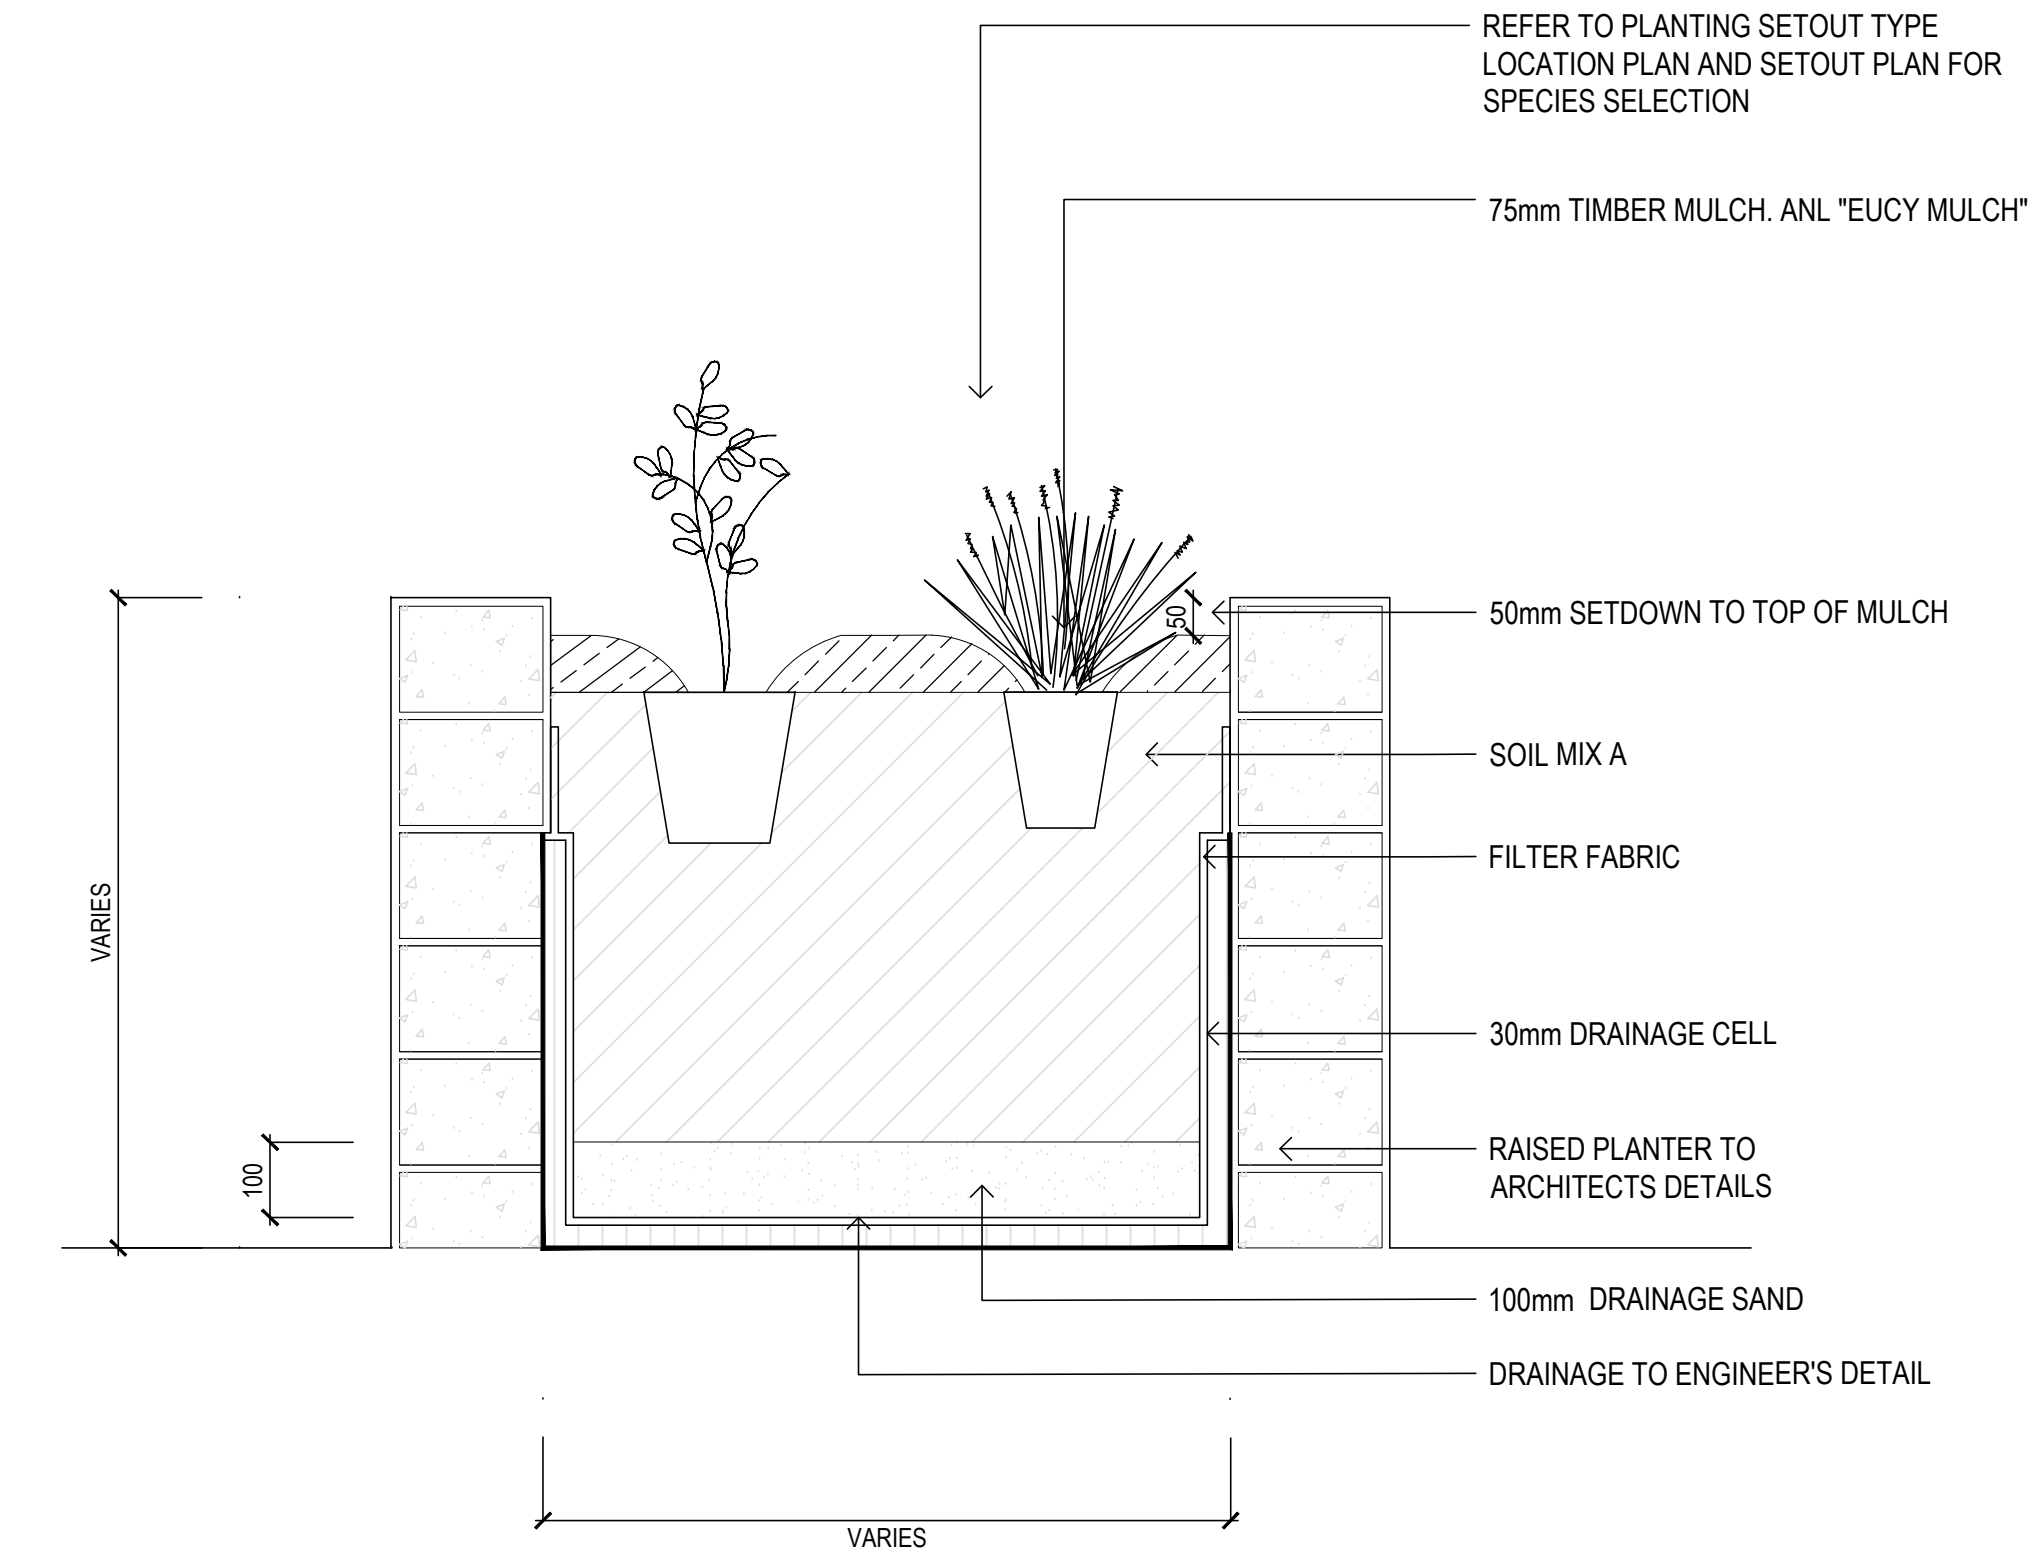 REFER TO PLANTING SETOUT TYPE
LOCATION PLAN AND SETOUT PLAN FOR
SPECIES SELECTION
75mm TIMBER MULCH. ANL "EUCY MULCH"
50
50mm SETDOWN TO TOP OF MULCH
SOIL MIX A
FILTER FABRIC
VARIES
30mm DRAINAGE CELL
100
RAISED PLANTER TO
ARCHITECTS DETAILS
100mm DRAINAGE SAND
DRAINAGE TO ENGINEER'S DETAIL
VARIES